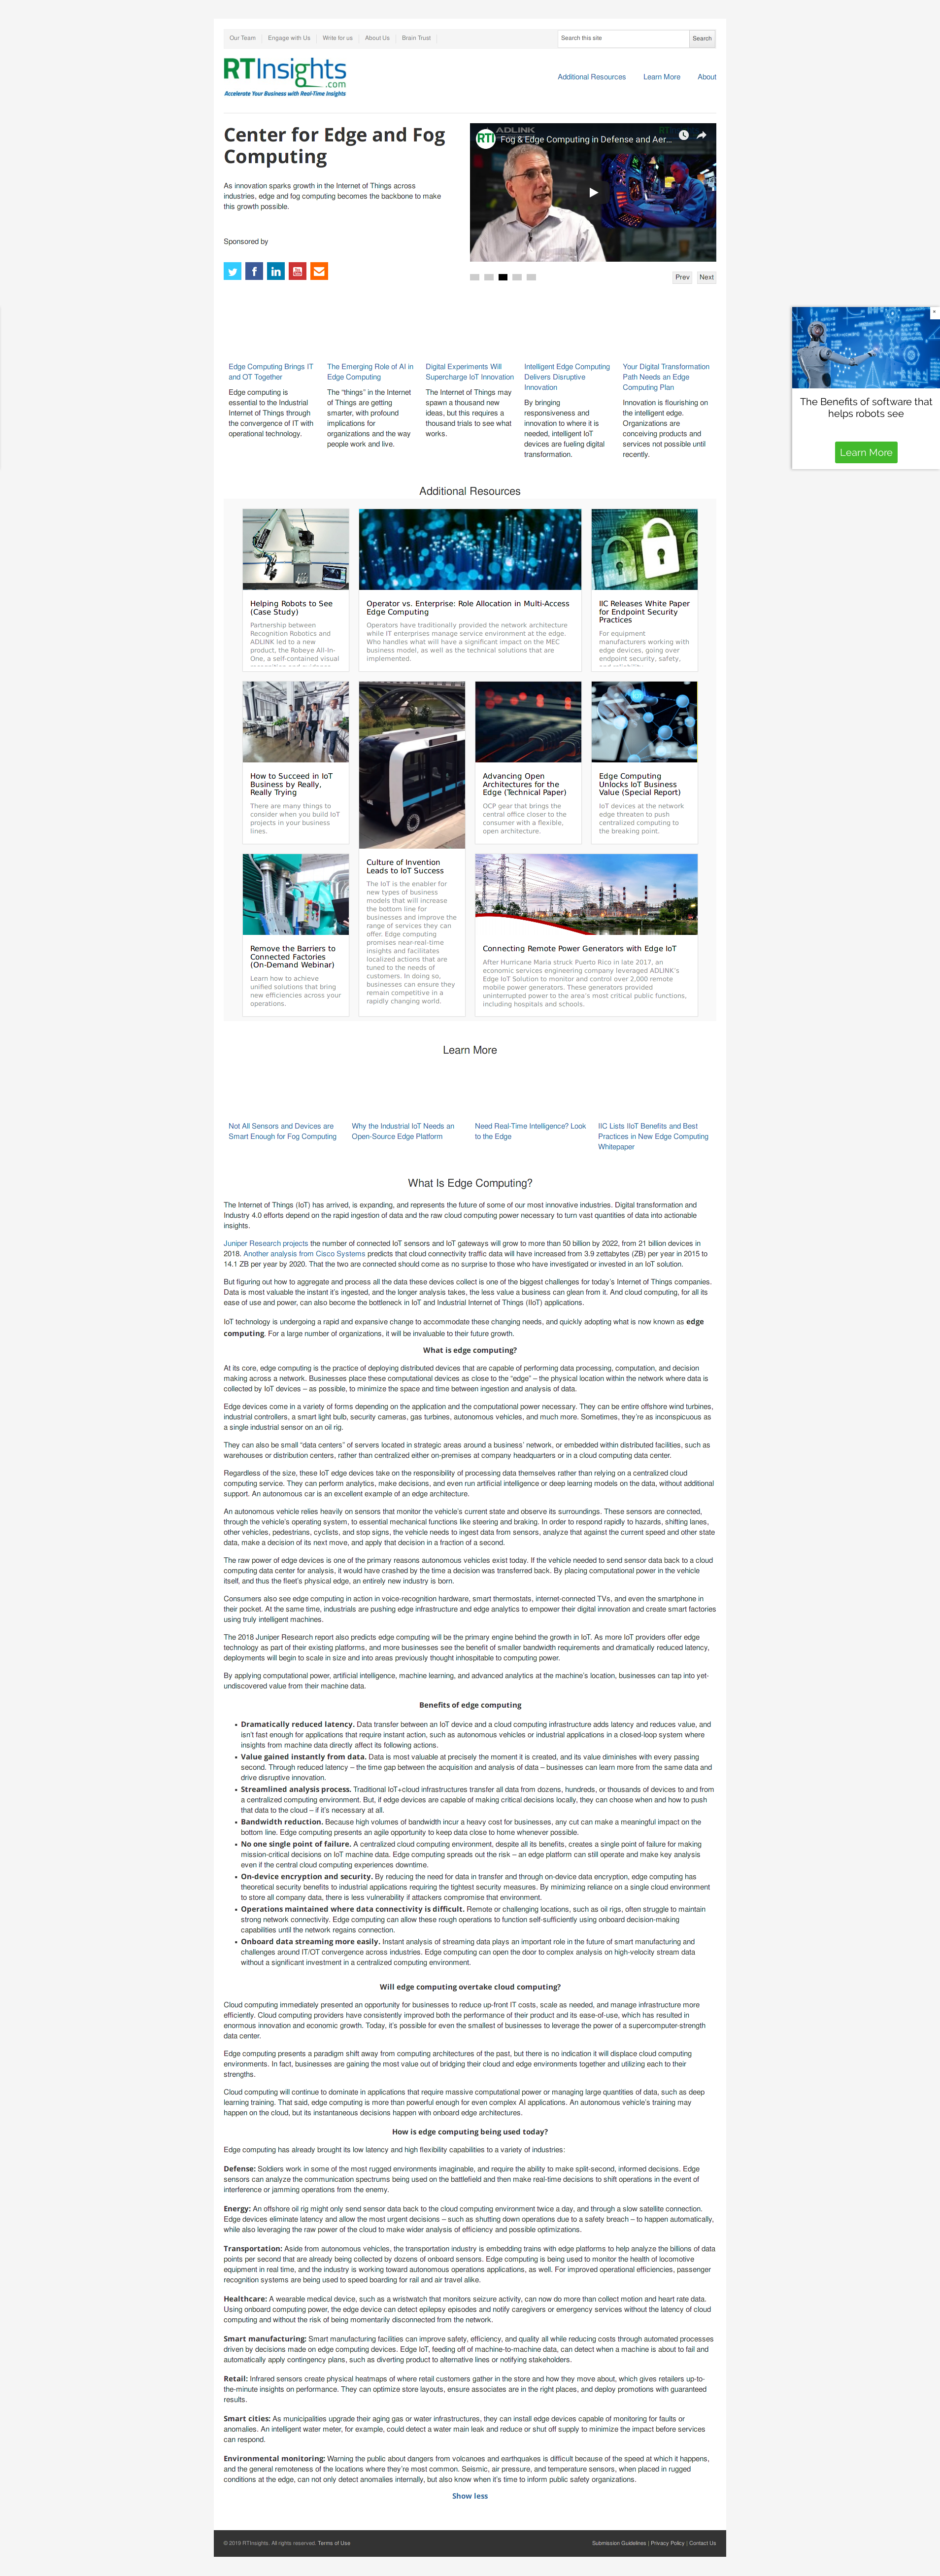 Our Team
Engage with Us
Write for us
About Us
Brain Trust
Search this site
Search
RTInsights
.com
Accelerate Your Business with Real-Time Insights
Additional Resources
Learn More
About
Center for Edge and Fog
Computing
As innovation sparks growth in the Internet of Things across
industries, edge and fog computing becomes the backbone to make
this growth possible.
Sponsored by
ADLINK
RTI
Fog & Edge Computing in Defense and Aer...
Prev
Next
Edge Computing Brings IT
and OT Together
Edge computing is
essential to the Industrial
Internet of Things through
the convergence of IT with
operational technology.
The Emerging Role of AI in
Edge Computing
The “things” in the Internet
of Things are getting
smarter, with profound
implications for
organizations and the way
people work and live.
Digital Experiments Will
Supercharge IoT Innovation
The Internet of Things may
spawn a thousand new
ideas, but this requires a
thousand trials to see what
works.
Intelligent Edge Computing
Delivers Disruptive
Innovation
By bringing
responsiveness and
innovation to where it is
needed, intelligent IoT
devices are fueling digital
transformation.
Your Digital Transformation
Path Needs an Edge
Computing Plan
Innovation is flourishing on
the intelligent edge.
Organizations are
conceiving products and
services not possible until
recently.
x
The Benefits of software that
helps robots see
Learn More
Additional Resources
Helping Robots to See
(Case Study)
Partnership between
Recognition Robotics and
ADLINK led to a new
product, the Robeye All-In-
One, a self-contained visual
Operator vs. Enterprise: Role Allocation in Multi-Access
Edge Computing
Operators have traditionally provided the network architecture
while IT enterprises manage service environment at the edge.
Who handles what will have a significant impact on the MEC
business model, as well as the technical solutions that are
implemented.
IIC Releases White Paper
for Endpoint Security
Practices
For equipment
manufacturers working with
edge devices, going over
endpoint security, safety,
How to Succeed in IoT
Business by Really,
Really Trying
There are many things to
consider when you build IoT
projects in your business
lines.
Culture of Invention
Leads to IoT Success
The IoT is the enabler for
new types of business
models that will increase
the bottom line for
businesses and improve the
range of services they can
offer. Edge computing
promises near-real-time
insights and facilitates
localized actions that are
tuned to the needs of
customers. In doing so,
businesses can ensure they
remain competitive in a
rapidly changing world.
Advancing Open
Architectures for the
Edge (Technical Paper)
OCP gear that brings the
central office closer to the
consumer with a flexible,
open architecture.
Edge Computing
Unlocks IoT Business
Value (Special Report)
IoT devices at the network
edge threaten to push
centralized computing to
the breaking point.
Remove the Barriers to
Connected Factories
(On-Demand Webinar)
Learn how to achieve
unified solutions that bring
new efficiencies across your
operations.
Connecting Remote Power Generators with Edge IoT
After Hurricane Maria struck Puerto Rico in late 2017, an
economic services engineering company leveraged ADLINK’s
Edge IoT Solution to monitor and control over 2,000 remote
mobile power generators. These generators provided
uninterrupted power to the area’s most critical public functions,
including hospitals and schools.
Learn More
Not All Sensors and Devices are
Smart Enough for Fog Computing
Why the Industrial IoT Needs an
Open-Source Edge Platform
Need Real-Time Intelligence? Look
to the Edge
IIC Lists IIoT Benefits and Best
Practices in New Edge Computing
Whitepaper
What Is Edge Computing?
The Internet of Things (IoT) has arrived, is expanding, and represents the future of some of our most innovative industries. Digital transformation and
Industry 4.0 efforts depend on the rapid ingestion of data and the raw cloud computing power necessary to turn vast quantities of data into actionable
insights.
Juniper Research projects the number of connected IoT sensors and IoT gateways will grow to more than 50 billion by 2022, from 21 billion devices in
2018. Another analysis from Cisco Systems predicts that cloud connectivity traffic data will have increased from 3.9 zettabytes (ZB) per year in 2015 to
14.1 ZB per year by 2020. That the two are connected should come as no surprise to those who have investigated or invested in an IoT solution.
But figuring out how to aggregate and process all the data these devices collect is one of the biggest challenges for today’s Internet of Things companies.
Data is most valuable the instant it’s ingested, and the longer analysis takes, the less value a business can glean from it. And cloud computing, for all its
ease of use and power, can also become the bottleneck in IoT and Industrial Internet of Things (IIoT) applications.
IoT technology is undergoing a rapid and expansive change to accommodate these changing needs, and quickly adopting what is now known as edge
computing. For a large number of organizations, it will be invaluable to their future growth.
What is edge computing?
At its core, edge computing is the practice of deploying distributed devices that are capable of performing data processing, computation, and decision
making across a network. Businesses place these computational devices as close to the “edge” – the physical location within the network where data is
collected by IoT devices – as possible, to minimize the space and time between ingestion and analysis of data.
Edge devices come in a variety of forms depending on the application and the computational power necessary. They can be entire offshore wind turbines,
industrial controllers, a smart light bulb, security cameras, gas turbines, autonomous vehicles, and much more. Sometimes, they’re as inconspicuous as
a single industrial sensor on an oil rig.
They can also be small “data centers” of servers located in strategic areas around a business’ network, or embedded within distributed facilities, such as
warehouses or distribution centers, rather than centralized either on-premises at company headquarters or in a cloud computing data center.
Regardless of the size, these IoT edge devices take on the responsibility of processing data themselves rather than relying on a centralized cloud
computing service. They can perform analytics, make decisions, and even run artificial intelligence or deep learning models on the data, without additional
support. An autonomous car is an excellent example of an edge architecture.
An autonomous vehicle relies heavily on sensors that monitor the vehicle’s current state and observe its surroundings. These sensors are connected,
through the vehicle’s operating system, to essential mechanical functions like steering and braking. In order to respond rapidly to hazards, shifting lanes,
other vehicles, pedestrians, cyclists, and stop signs, the vehicle needs to ingest data from sensors, analyze that against the current speed and other state
data, make a decision of its next move, and apply that decision in a fraction of a second.
The raw power of edge devices is one of the primary reasons autonomous vehicles exist today. If the vehicle needed to send sensor data back to a cloud
computing data center for analysis, it would have crashed by the time a decision was transferred back. By placing computational power in the vehicle
itself, and thus the fleet’s physical edge, an entirely new industry is born.
Consumers also see edge computing in action in voice-recognition hardware, smart thermostats, internet-connected TVs, and even the smartphone in
their pocket. At the same time, industrials are pushing edge infrastructure and edge analytics to empower their digital innovation and create smart factories
using truly intelligent machines.
The 2018 Juniper Research report also predicts edge computing will be the primary engine behind the growth in IoT. As more IoT providers offer edge
technology as part of their existing platforms, and more businesses see the benefit of smaller bandwidth requirements and dramatically reduced latency,
deployments will begin to scale in size and into areas previously thought inhospitable to computing power.
By applying computational power, artificial intelligence, machine learning, and advanced analytics at the machine’s location, businesses can tap into yet-
undiscovered value from their machine data.
Benefits of edge computing
• Dramatically reduced latency. Data transfer between an IoT device and a cloud computing infrastructure adds latency and reduces value, and
isn’t fast enough for applications that require instant action, such as autonomous vehicles or industrial applications in a closed-loop system where
insights from machine data directly affect its following actions.
• Value gained instantly from data. Data is most valuable at precisely the moment it is created, and its value diminishes with every passing
second. Through reduced latency – the time gap between the acquisition and analysis of data – businesses can learn more from the same data and
drive disruptive innovation.
• Streamlined analysis process. Traditional IoT+cloud infrastructures transfer all data from dozens, hundreds, or thousands of devices to and from
a centralized computing environment. But, if edge devices are capable of making critical decisions locally, they can choose when and how to push
that data to the cloud – if it’s necessary at all.
• Bandwidth reduction. Because high volumes of bandwidth incur a heavy cost for businesses, any cut can make a meaningful impact on the
bottom line. Edge computing presents an agile opportunity to keep data close to home whenever possible.
• No one single point of failure. A centralized cloud computing environment, despite all its benefits, creates a single point of failure for making
mission-critical decisions on IoT machine data. Edge computing spreads out the risk – an edge platform can still operate and make key analysis
even if the central cloud computing experiences downtime.
• On-device encryption and security. By reducing the need for data in transfer and through on-device data encryption, edge computing has
theoretical security benefits to industrial applications requiring the tightest security measures. By minimizing reliance on a single cloud environment
to store all company data, there is less vulnerability if attackers compromise that environment.
• Operations maintained where data connectivity is difficult. Remote or challenging locations, such as oil rigs, often struggle to maintain
strong network connectivity. Edge computing can allow these rough operations to function self-sufficiently using onboard decision-making
capabilities until the network regains connection.
• Onboard data streaming more easily. Instant analysis of streaming data plays an important role in the future of smart manufacturing and
challenges around IT/OT convergence across industries. Edge computing can open the door to complex analysis on high-velocity stream data
without a significant investment in a centralized computing environment.
Will edge computing overtake cloud computing?
Cloud computing immediately presented an opportunity for businesses to reduce up-front IT costs, scale as needed, and manage infrastructure more
efficiently. Cloud computing providers have consistently improved both the performance of their product and its ease-of-use, which has resulted in
enormous innovation and economic growth. Today, it’s possible for even the smallest of businesses to leverage the power of a supercomputer-strength
data center.
Edge computing presents a paradigm shift away from computing architectures of the past, but there is no indication it will displace cloud computing
environments. In fact, businesses are gaining the most value out of bridging their cloud and edge environments together and utilizing each to their
strengths.
Cloud computing will continue to dominate in applications that require massive computational power or managing large quantities of data, such as deep
learning training. That said, edge computing is more than powerful enough for even complex AI applications. An autonomous vehicle’s training may
happen on the cloud, but its instantaneous decisions happen with onboard edge architectures.
How is edge computing being used today?
Edge computing has already brought its low latency and high flexibility capabilities to a variety of industries:
Defense: Soldiers work in some of the most rugged environments imaginable, and require the ability to make split-second, informed decisions. Edge
sensors can analyze the communication spectrums being used on the battlefield and then make real-time decisions to shift operations in the event of
interference or jamming operations from the enemy.
Energy: An offshore oil rig might only send sensor data back to the cloud computing environment twice a day, and through a slow satellite connection.
Edge devices eliminate latency and allow the most urgent decisions – such as shutting down operations due to a safety breach – to happen automatically,
while also leveraging the raw power of the cloud to make wider analysis of efficiency and possible optimizations.
Transportation: Aside from autonomous vehicles, the transportation industry is embedding trains with edge platforms to help analyze the billions of data
points per second that are already being collected by dozens of onboard sensors. Edge computing is being used to monitor the health of locomotive
equipment in real time, and the industry is working toward autonomous operations applications, as well. For improved operational efficiencies, passenger
recognition systems are being used to speed boarding for rail and air travel alike.
Healthcare: A wearable medical device, such as a wristwatch that monitors seizure activity, can now do more than collect motion and heart rate data.
Using onboard computing power, the edge device can detect epilepsy episodes and notify caregivers or emergency services without the latency of cloud
computing and without the risk of being momentarily disconnected from the network.
Smart manufacturing: Smart manufacturing facilities can improve safety, efficiency, and quality all while reducing costs through automated processes
driven by decisions made on edge computing devices. Edge IoT, feeding off of machine-to-machine data, can detect when a machine is about to fail and
automatically apply contingency plans, such as diverting product to alternative lines or notifying stakeholders.
Retail: Infrared sensors create physical heatmaps of where retail customers gather in the store and how they move about, which gives retailers up-to-
the-minute insights on performance. They can optimize store layouts, ensure associates are in the right places, and deploy promotions with guaranteed
results.
Smart cities: As municipalities upgrade their aging gas or water infrastructures, they can install edge devices capable of monitoring for faults or
anomalies. An intelligent water meter, for example, could detect a water main leak and reduce or shut off supply to minimize the impact before services
can respond.
Environmental monitoring: Warning the public about dangers from volcanoes and earthquakes is difficult because of the speed at which it happens,
and the general remoteness of the locations where they’re most common. Seismic, air pressure, and temperature sensors, when placed in rugged
conditions at the edge, can not only detect anomalies internally, but also know when it’s time to inform public safety organizations.
Show less
© 2019 RTInsights. All rights reserved. Terms of Use
Submission Guidelines | Privacy Policy | Contact Us